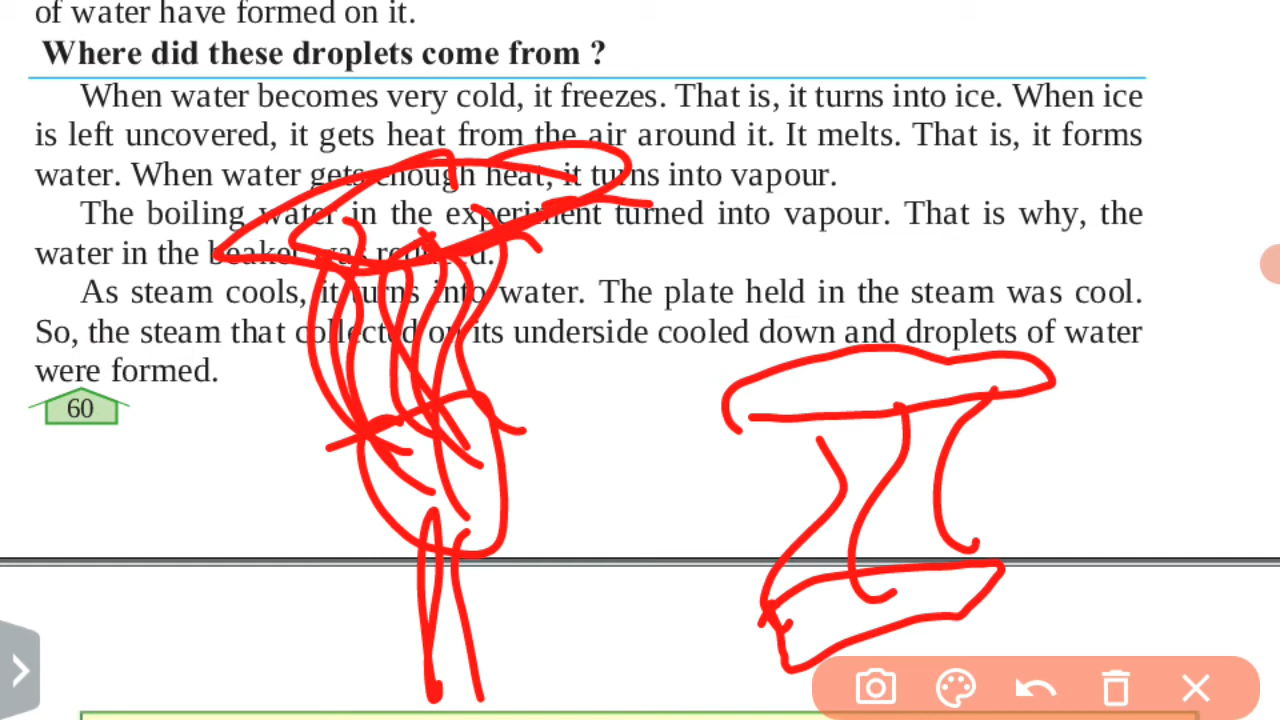 of water have formed on it.
Where did these droplets come from ?
When water becomes very cold, it freezes. That is, it turns into ice. When ice
is left uncovered, it gets heat from the air around it. It melts. That is, it forms
water. When water gets enough heat, it turns into vapour.
The boiling water in the experiment turned into vapour. That is why, the
water in the beaker was reduced.
As steam cools, it turns into water. The plate held in the steam was cool.
So, the steam that collected on its underside cooled down and droplets of water
were formed.
60